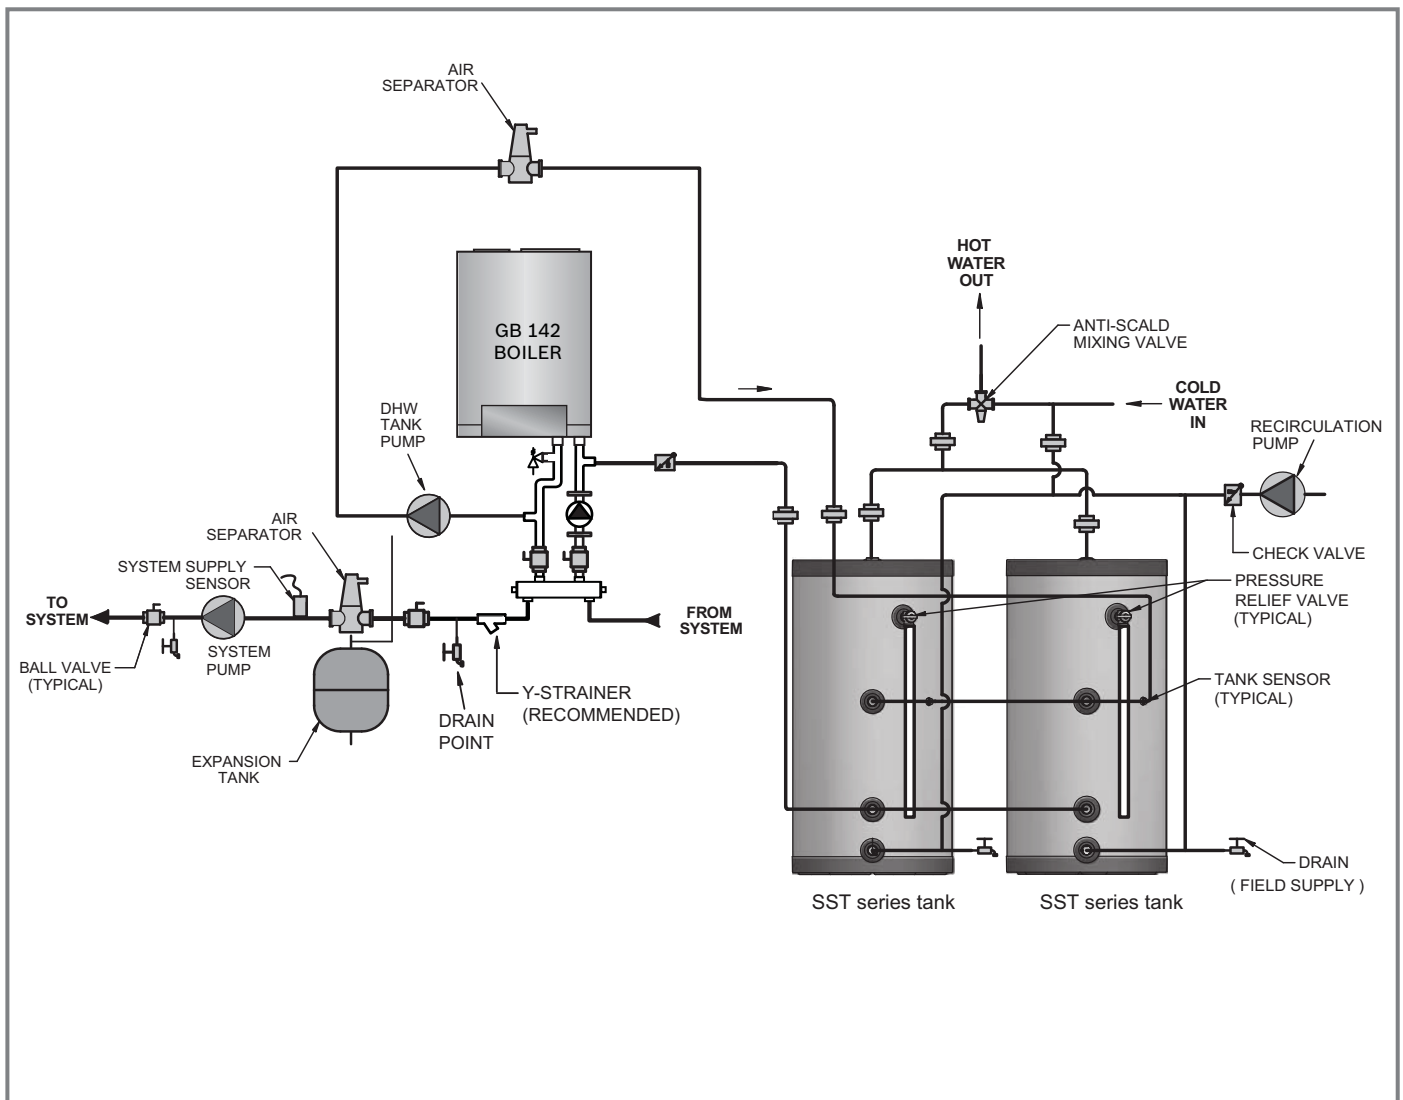 AIR
SEPARATOR
GB 142
BOILER
HOT
WATER
OUT
ANTI-SCALD
MIXING VALVE
COLD
WATER
IN
RECIRCULATION
PUMP
DHW
TANK
PUMP
AIR
SEPARATOR
SYSTEM SUPPLY
SENSOR
TO
SYSTEM
FROM
SYSTEM
CHECK VALVE
PRESSURE
RELIEF VALVE
(TYPICAL)
BALL VALVE
(TYPICAL)
SYSTEM
PUMP
Y-STRAINER
(RECOMMENDED)
DRAIN
POINT
TANK SENSOR
(TYPICAL)
EXPANSION
TANK
DRAIN
( FIELD SUPPLY )
SST series tank
SST series tank